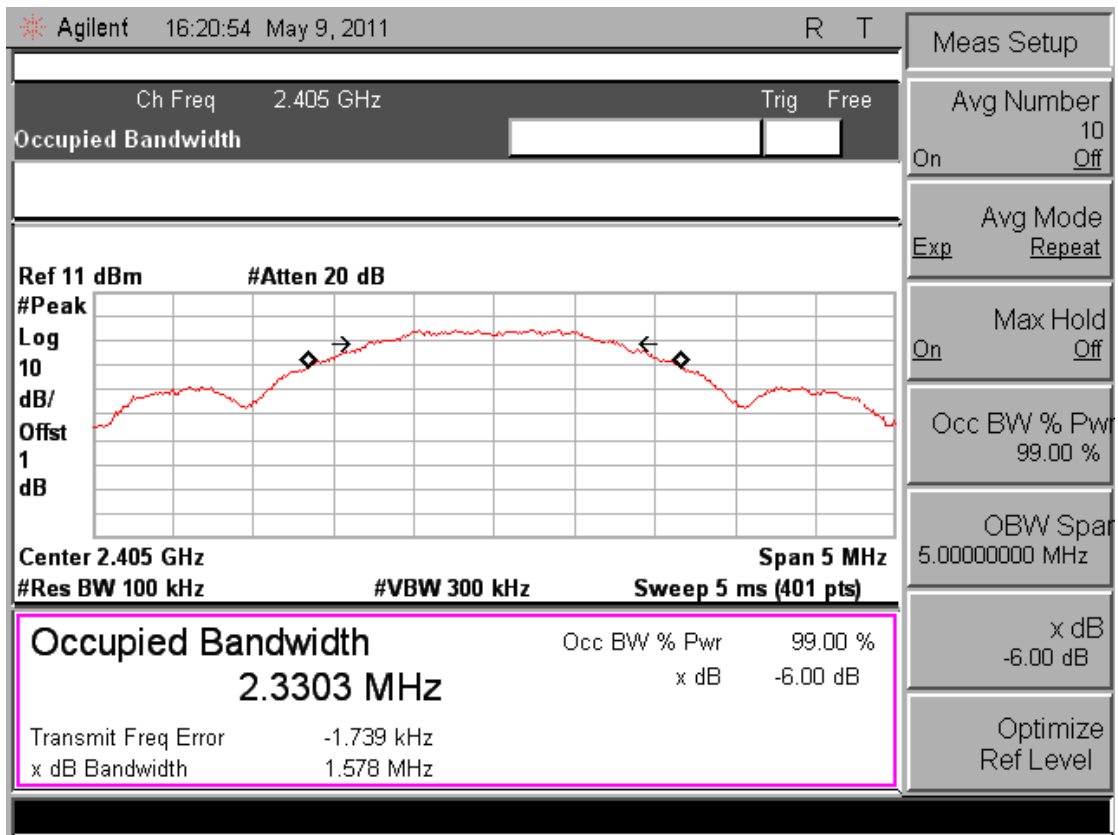 Agilent 16:20:54 May 9, 2011 R T
Ch Freq 2.405 GHz Trig Free
Occupied Bandwidth
Ref 11 dBm #Atten 20 dB
#Peak
Log
10
dB/
Offst
1
dB
Center 2.405 GHz Span 5 MHz
#Res BW 100 kHz #VBW 300 kHz Sweep 5 ms (401 pts)
Occupied Bandwidth Occ BW % Pwr 99.00 %
2.3303 MHz x dB -6.00 dB
Transmit Freq Error -1.739 kHz
x dB Bandwidth 1.578 MHz
Meas Setup
Avg Number
10
On Off
Avg Mode
Exp Repeat
Max Hold
On Off
Occ BW % Pwr
99.00 %
OBW Span
5.00000000 MHz
x dB
-6.00 dB
Optimize
Ref Level